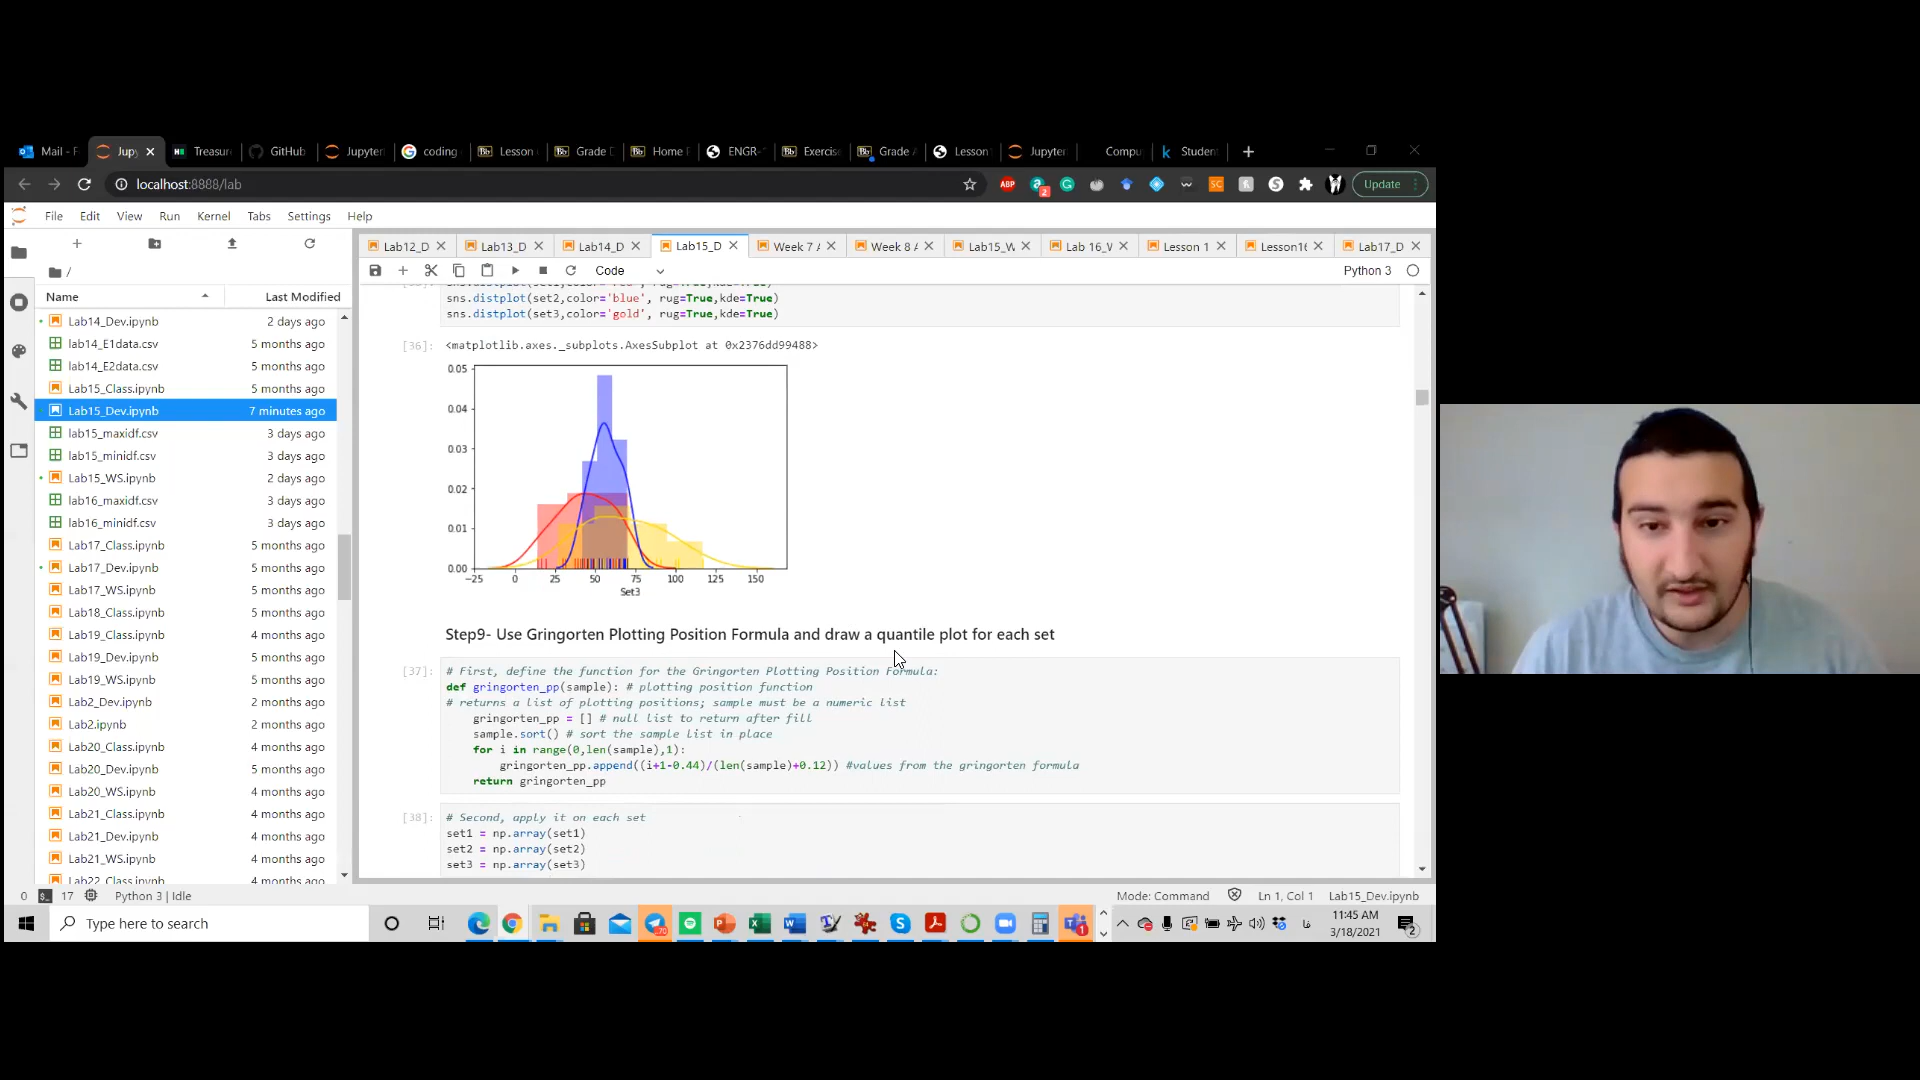 Mail - F
Jup
Treasur
GitHub
Jupyter
coding
Lesson
Grade
Home
ENGR-
Exercise
Grade
Lesson
Jupyter
Compu
Student
localhost:8888/lab
Update
File Edit View Run Kernel Tabs Settings Help
Lab12_D
Lab13_D
Lab14_D
Lab15_D
Week 7 A
Week 8 A
Lab15_W
Lab 16_V
Lesson 1
Lesson16
Lab17_D
Code
Python 3
/
Name Last Modified
Lab14_Dev.ipynb 2 days ago
lab14_E1data.csv 5 months ago
lab14_E2data.csv 5 months ago
Lab15_Class.ipynb 5 months ago
Lab15_Dev.ipynb 7 minutes ago
lab15_maxidf.csv 3 days ago
lab15_minidf.csv 3 days ago
Lab15_WS.ipynb 2 days ago
lab16_maxidf.csv 3 days ago
lab16_minidf.csv 3 days ago
Lab17_Class.ipynb 5 months ago
Lab17_Dev.ipynb 5 months ago
Lab17_WS.ipynb 5 months ago
Lab18_Class.ipynb 5 months ago
Lab19_Class.ipynb 4 months ago
Lab19_Dev.ipynb 5 months ago
Lab19_WS.ipynb 5 months ago
Lab2_Dev.ipynb 2 months ago
Lab2.ipynb 2 months ago
Lab20_Class.ipynb 4 months ago
Lab20_Dev.ipynb 5 months ago
Lab20_WS.ipynb 4 months ago
Lab21_Class.ipynb 4 months ago
Lab21_Dev.ipynb 4 months ago
Lab21_WS.ipynb 4 months ago
Lab22_Class.ipynb 4 months ago
sns.distplot(set2,color='blue', rug=True,kde=True)
sns.distplot(set3,color='gold', rug=True,kde=True)
[36]: <matplotlib.axes._subplots.AxesSubplot at 0x2376dd99488>
0.05
0.04
0.03
0.02
0.01
0.00
−25 0 25 50 75 100 125 150
Set3
Step9- Use Gringorten Plotting Position Formula and draw a quantile plot for each set
[37]: # First, define the function for the Gringorten Plotting Position Formula:
def gringorten_pp(sample): # plotting position function
# returns a list of plotting positions; sample must be a numeric list
gringorten_pp = [] # null list to return after fill
sample.sort() # sort the sample list in place
for i in range(0,len(sample),1):
gringorten_pp.append((i+1-0.44)/(len(sample)+0.12)) #values from the gringorten formula
return gringorten_pp
[38]: # Second, apply it on each set
set1 = np.array(set1)
set2 = np.array(set2)
set3 = np.array(set3)
0 17 Python 3 | Idle
Mode: Command Ln 1, Col 1 Lab15_Dev.ipynb
Type here to search
11:45 AM
3/18/2021